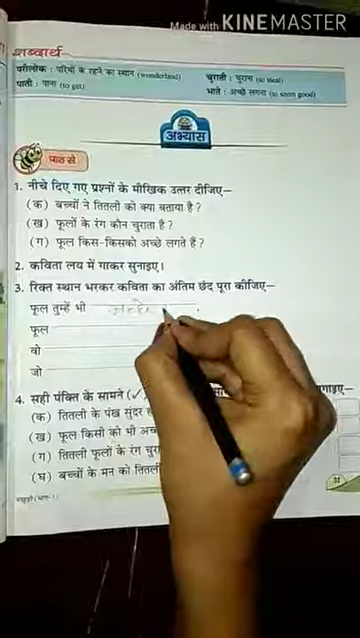 Made with KINEMASTER
शब्दार्थ
परीलोक : परियों के रहने का स्थान (wonderland)
चुराती : चुराना (to steal)
पाती : पाना (to get)
भाते : अच्छे लगना (to seem good)
अभ्यास
पाठ से
1. नीचे दिए गए प्रश्नों के मौखिक उत्तर दीजिए–
(क) बच्चों ने तितली को क्या बताया है?
(ख) फूलों के रंग कौन चुराता है?
(ग) फूल किस-किसको अच्छे लगते हैं?
2. कविता लय में गाकर सुनाइए।
3. रिक्त स्थान भरकर कविता का अंतिम छंद पूरा कीजिए–
फूल तुम्हें भी
फूल
वो
जो
4. सही पंक्ति के सामने (✓)
(क) तितली के पंख सुंदर
(ख) फूल किसी को भी
(ग) तितली फूलों के रंग
(घ) बच्चों के मन को